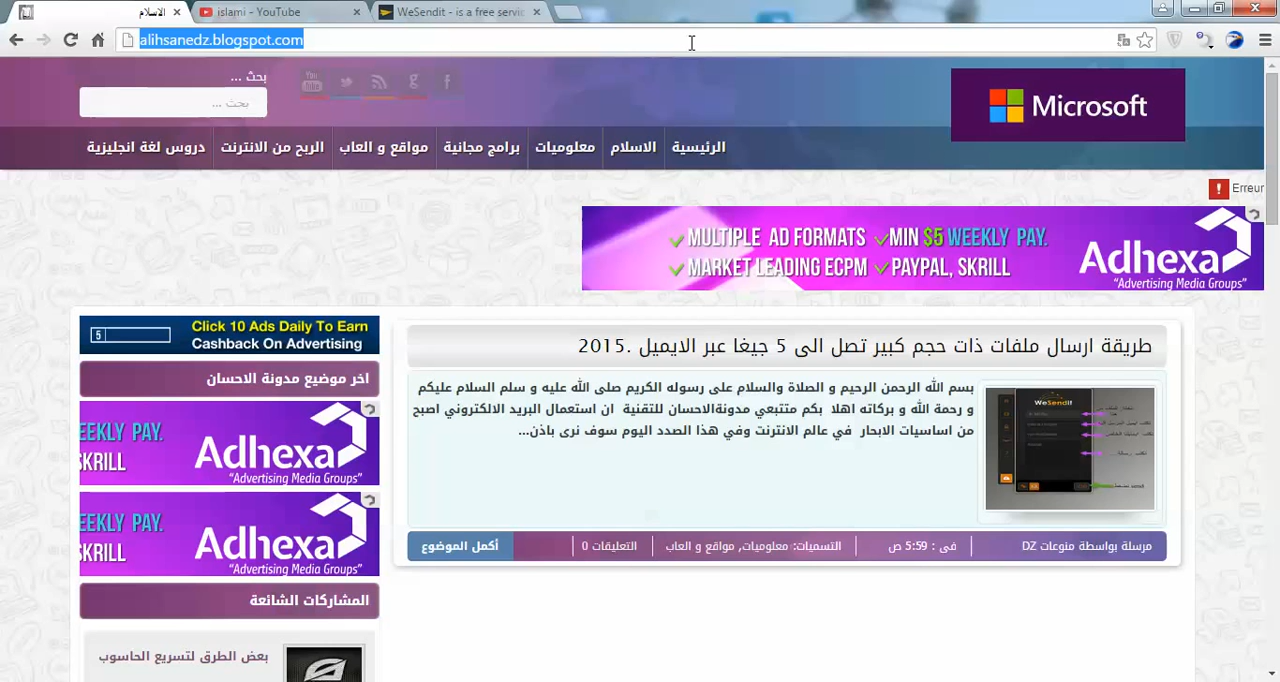 الاسلام
islami - YouTube
WeSendit - is a free servic
alihsanedz.blogspot.com
بحث ...
بحث ...
You Tube
Microsoft
الرئيسية
الاسلام
معلوميات
برامج مجانية
مواقع و العاب
الربح من الانترنت
دروس لغة انجليزية
Erreur
MULTIPLE AD FORMATS MIN $5 WEEKLY PAY.
MARKET LEADING ECPM PAYPAL, SKRILL
Adhexa
"Advertising Media Groups"
طريقة ارسال ملفات ذات حجم كبير تصل الى 5 جيغا عبر الايميل .2015
بسم الله الرحمن الرحيم و الصلاة والسلام على رسوله الكريم صلى الله عليه و سلم السلام عليكم
و رحمة الله و بركاته اهلا بكم متتبعي مدونةالاحسان للتقنية ان استعمال البريد الالكتروني اصبح
من اساسيات الابحار في عالم الانترنت وفي هذا الصدد اليوم سوف نرى باذن...
WeSendit
مرسلة بواسطة منوعات DZ
فى : 5:59 ص
التسميات: معلوميات, مواقع و العاب
التعليقات 0
أكمل الموضوع
5
Click 10 Ads Daily To Earn
Cashback On Advertising
اخر موضيع مدونة الاحسان
EEKLY PAY.
SKRILL
Adhexa
"Advertising Media Groups"
EEKLY PAY.
SKRILL
Adhexa
"Advertising Media Groups"
المشاركات الشائعة
بعض الطرق لتسريع الحاسوب